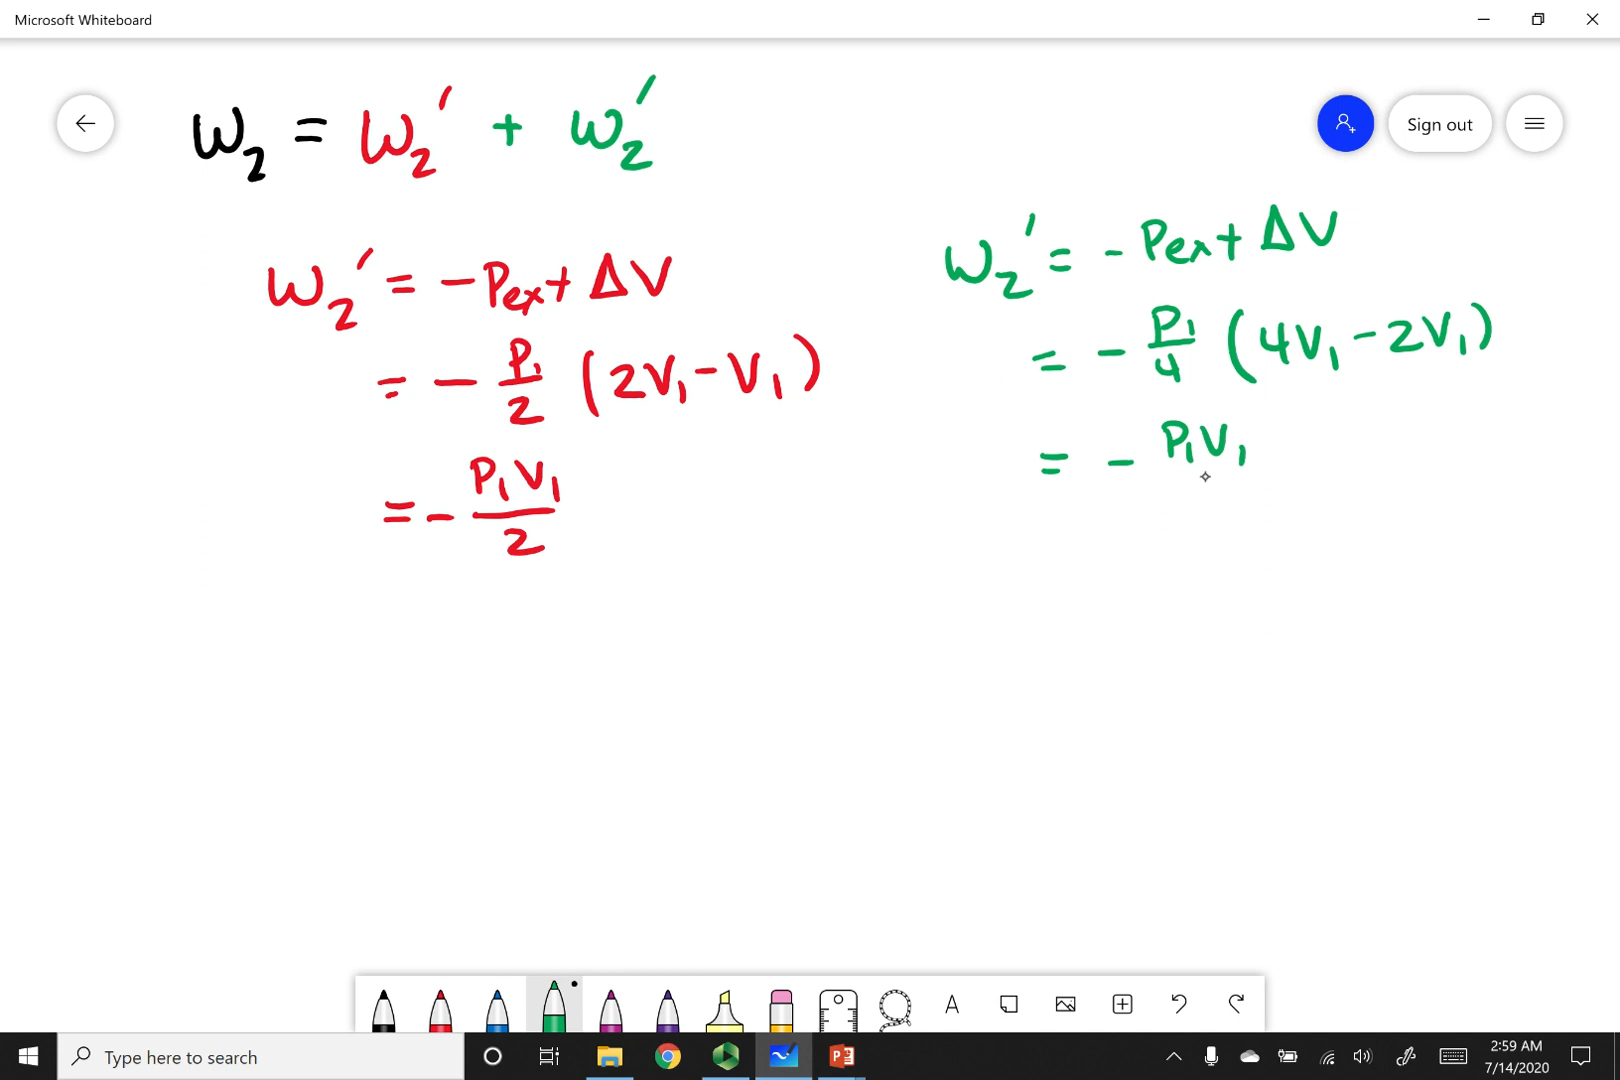 Microsoft Whiteboard
Sign out
W₂ = W₂′ + W₂′
W₂′ = -Pext ΔV
= - P₁/2 (2V₁ - V₁)
= - P₁V₁/2
W₂′ = -Pext ΔV
= - P₁/4 (4V₁ - 2V₁)
= - P₁V₁
A
Type here to search
2:59 AM
7/14/2020